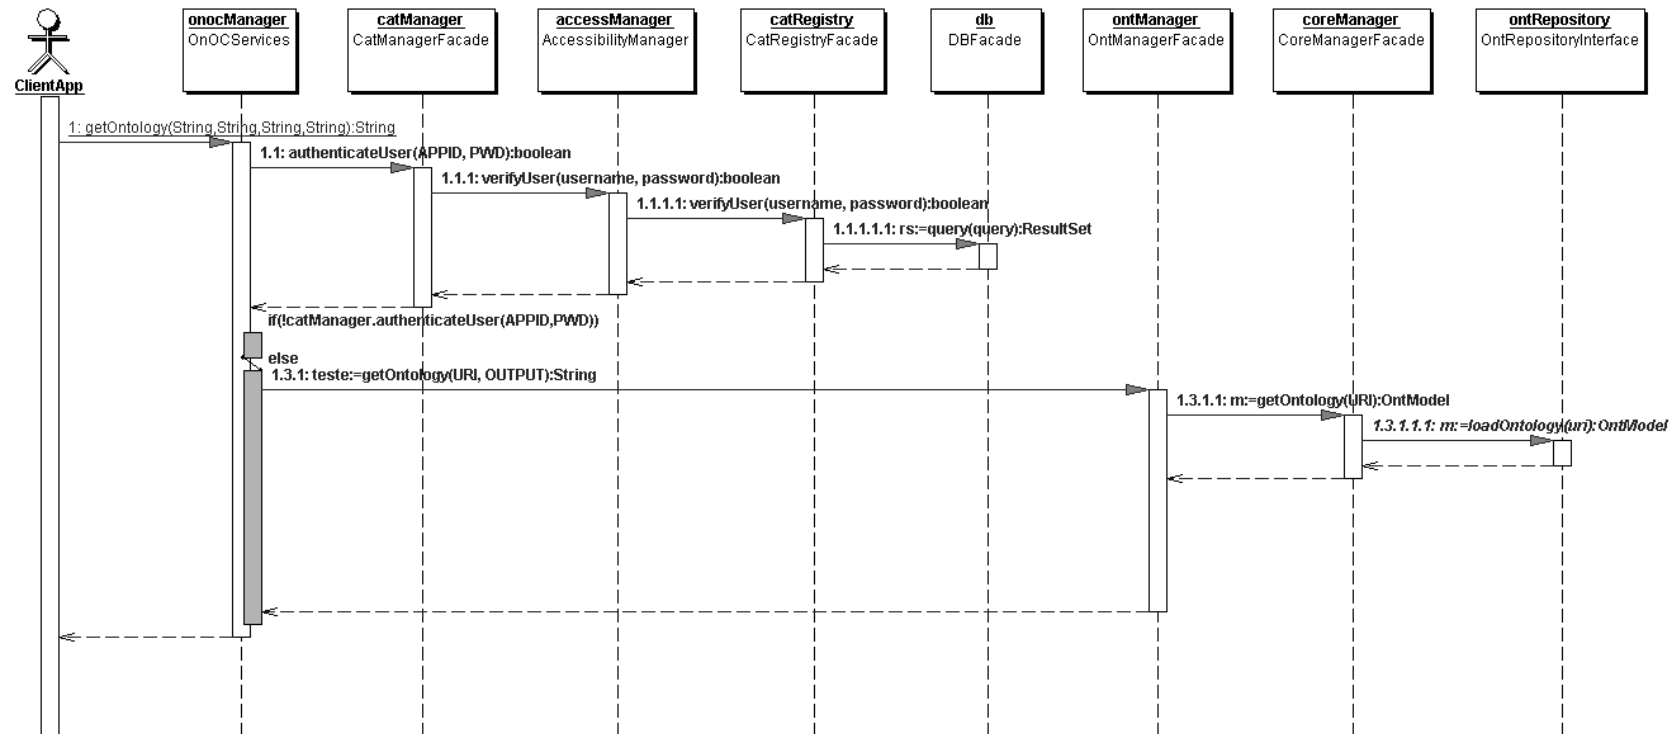 onocManager
OnOCServices
catManager
CatManagerFacade
accessManager
AccessibilityManager
catRegistry
CatRegistryFacade
db
DBFacade
ontManager
OntManagerFacade
coreManager
CoreManagerFacade
ontRepository
OntRepositoryInterface
ClientApp
1: getOntology(String,String,String,String):String
1.1: authenticateUser(APPID, PWD):boolean
1.1.1: verifyUser(username, password):boolean
1.1.1.1: verifyUser(username, password):boolean
1.1.1.1.1: rs:=query(query):ResultSet
if(!catManager.authenticateUser(APPID,PWD))
else
1.3.1: teste:=getOntology(URI, OUTPUT):String
1.3.1.1: m:=getOntology(URI):OntModel
1.3.1.1.1: m:=loadOntology(uri):OntModel